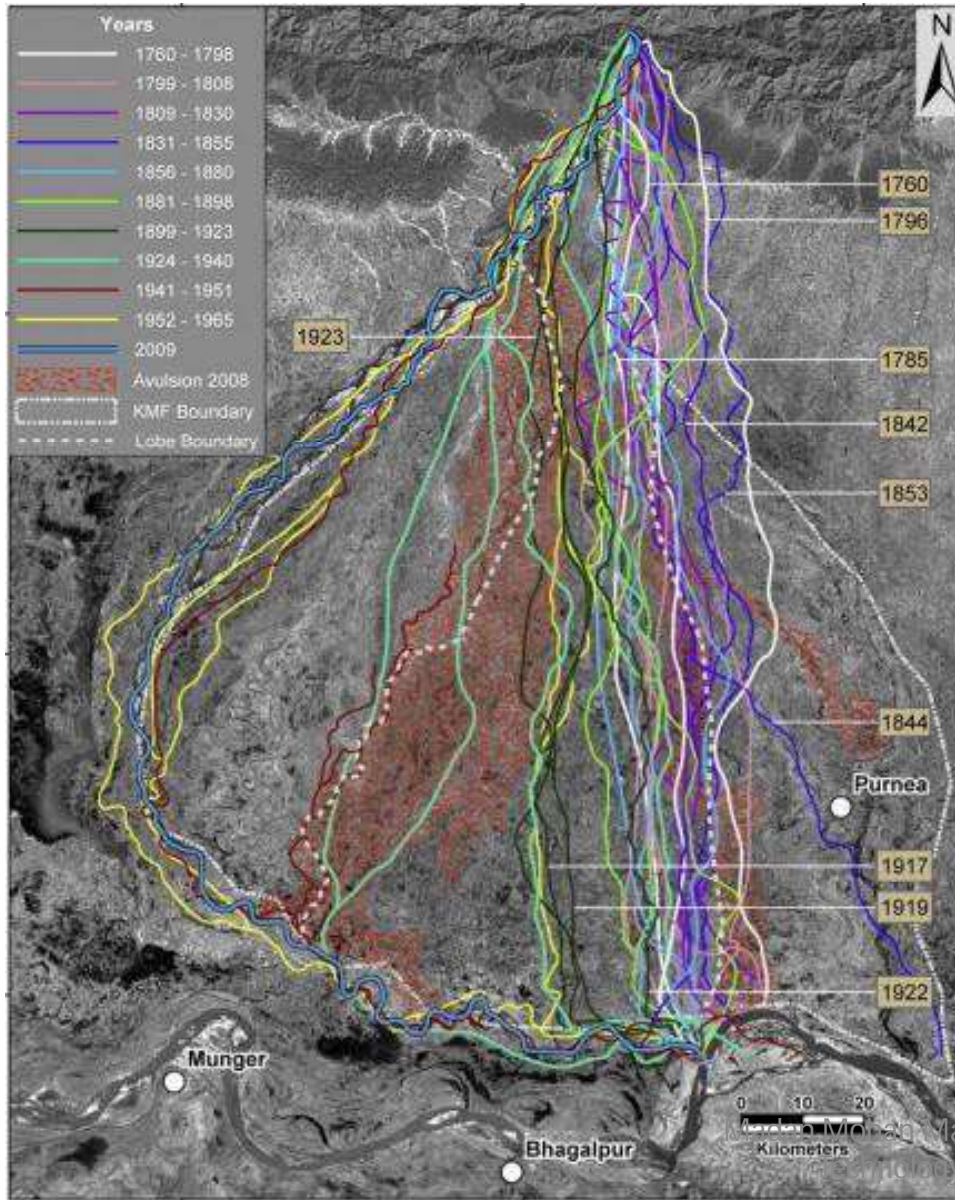 Years
1760 - 1798
1799 - 1808
1809 - 1830
1831 - 1855
1856 - 1880
1881 - 1898
1899 - 1923
1924 - 1940
1941 - 1951
1952 - 1965
2009
Avulsion 2008
KMF Boundary
Lobe Boundary
N
1760
1796
1923
1785
1842
1853
1844
Purnea
1917
1919
1922
Munger
0 10 20
Kilometers
Bhagalpur